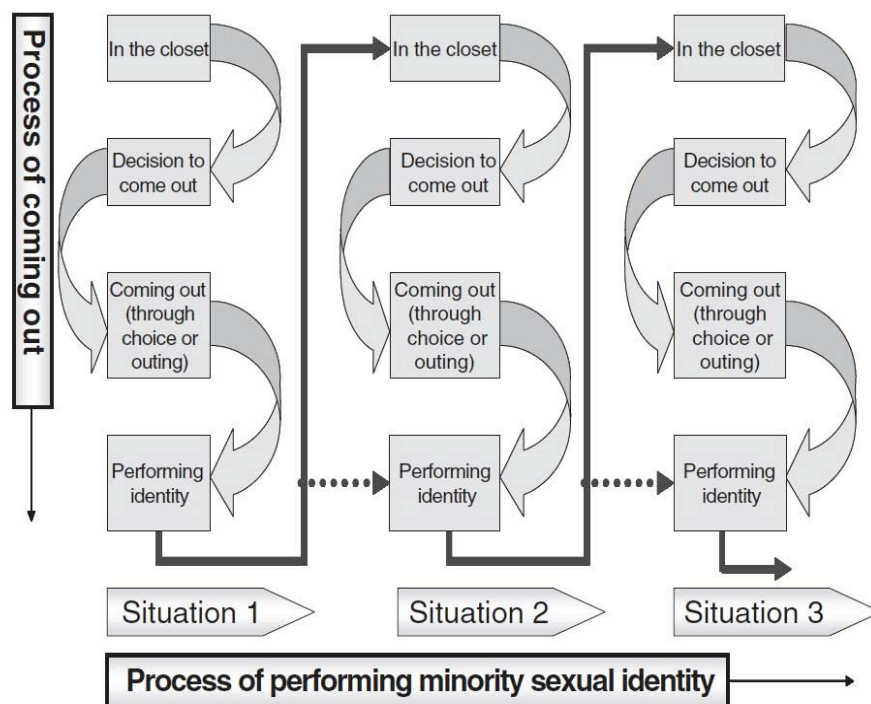 Process of coming out
In the closet
In the closet
In the closet
Decision to
come out
Decision to
come out
Decision to
come out
Coming out
(through
choice or
outing)
Coming out
(through
choice or
outing)
Coming out
(through
choice or
outing)
Performing
identity
Performing
identity
Performing
identity
Situation 1
Situation 2
Situation 3
Process of performing minority sexual identity